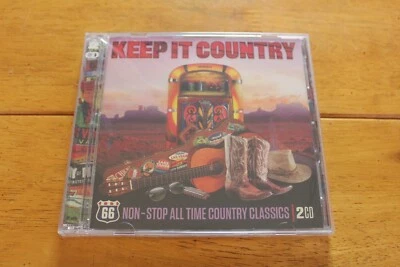 KEEP IT COUNTRY
66 NON-STOP ALL TIME COUNTRY CLASSICS 2CD